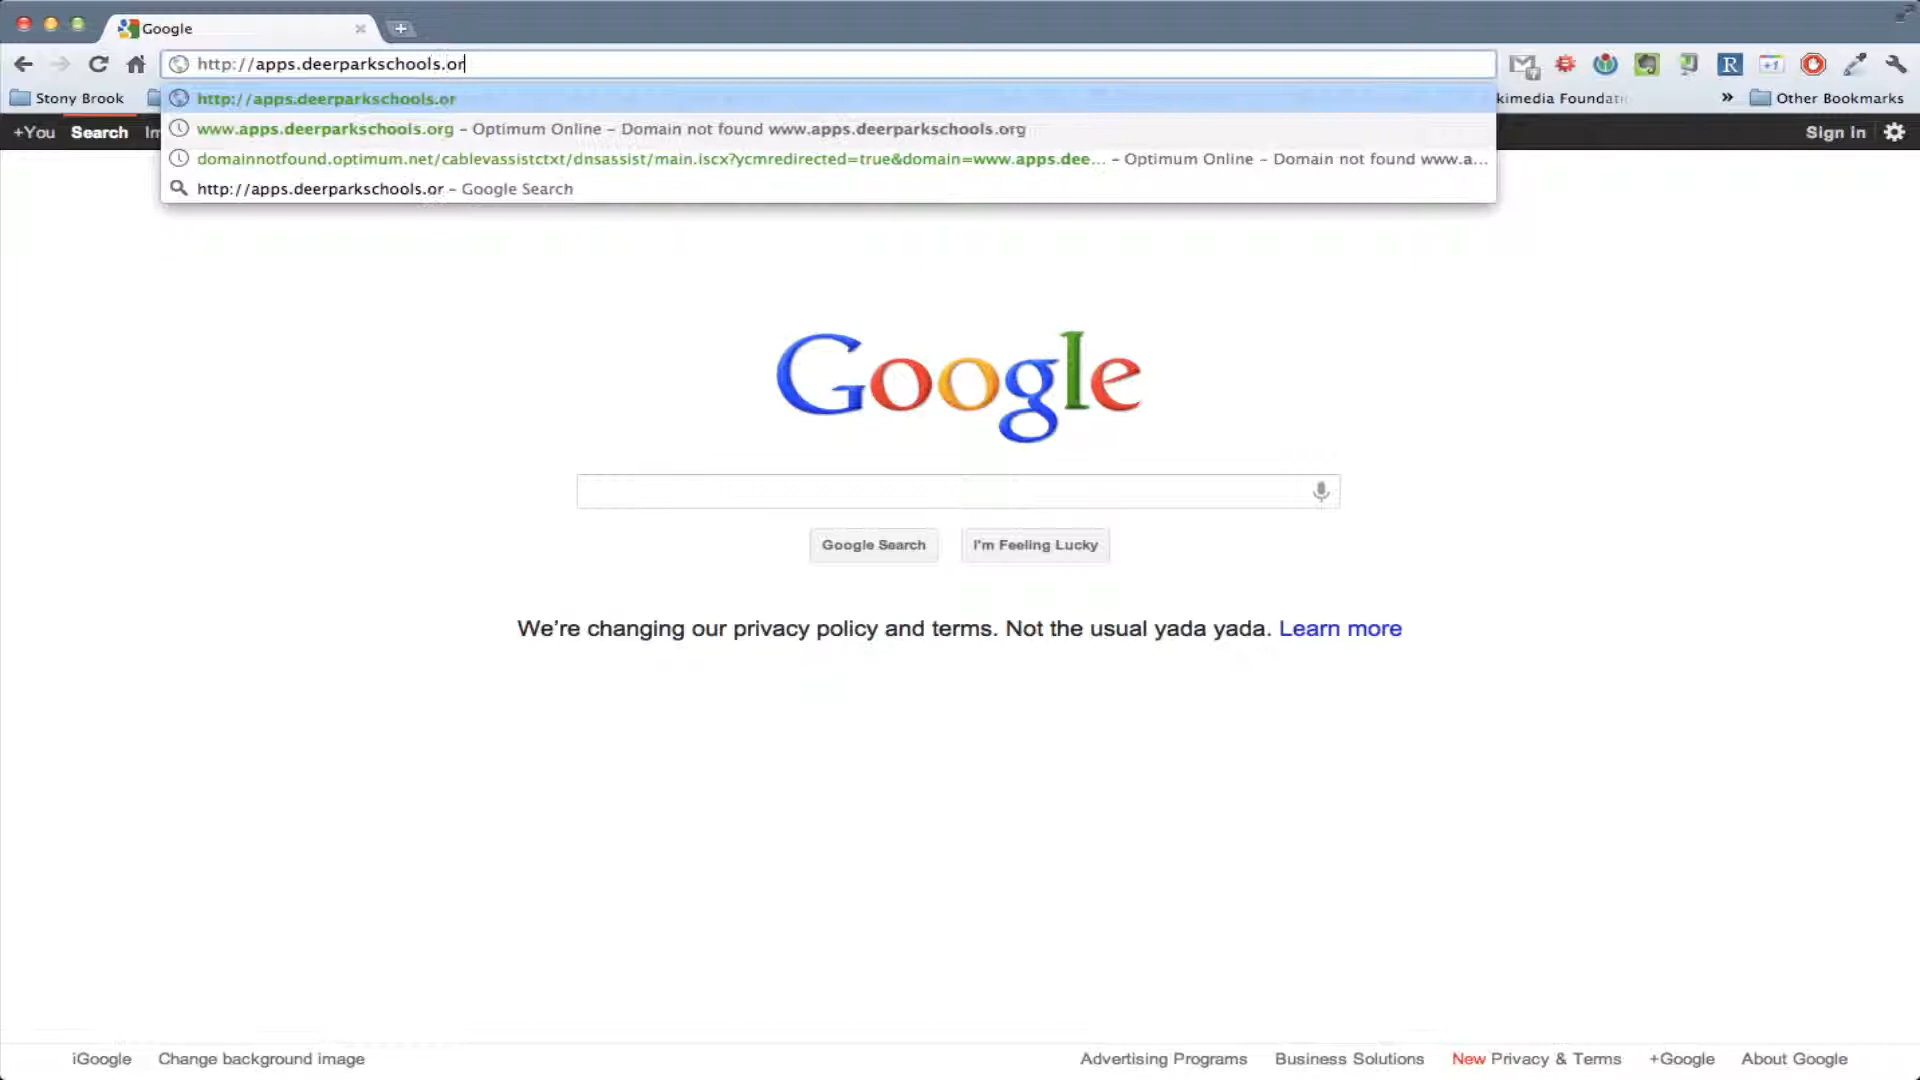 Google
http://apps.deerparkschools.or
Stony Brook
kimedia Foundati
»
Other Bookmarks
http://apps.deerparkschools.or
www.apps.deerparkschools.org – Optimum Online – Domain not found www.apps.deerparkschools.org
domainnotfound.optimum.net/cablevassistctxt/dnsassist/main.iscx?ycmredirected=true&domain=www.apps.dee... – Optimum Online – Domain not found www.a...
http://apps.deerparkschools.or – Google Search
+You Search Im
Sign in
Google
Google Search
I'm Feeling Lucky
We're changing our privacy policy and terms. Not the usual yada yada. Learn more
iGoogle Change background image Advertising Programs Business Solutions New Privacy & Terms +Google About Google